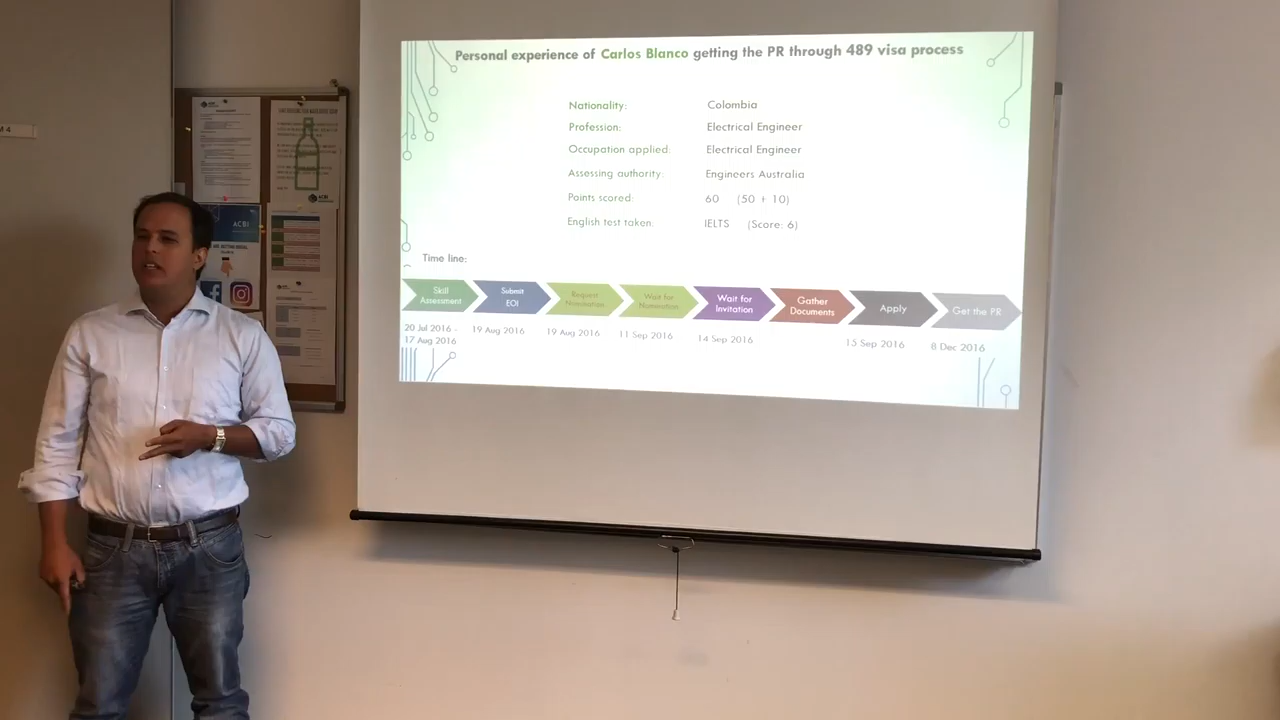 Personal experience of Carlos Blanco getting the PR through 489 visa process
Nationality: Colombia
Profession: Electrical Engineer
Occupation applied: Electrical Engineer
Assessing authority: Engineers Australia
Points scored: 60 (50 + 10)
English test taken: IELTS (Score: 6)
Time line:
Skill Assessment
Submit EOI
Request Nomination
Wait for Nomination
Wait for Invitation
Gather Documents
Apply
Get the PR
20 Jul 2016 - 17 Aug 2016
19 Aug 2016
19 Aug 2016
11 Sep 2016
14 Sep 2016
15 Sep 2016
8 Dec 2016
M 4
ACBI
ACBI